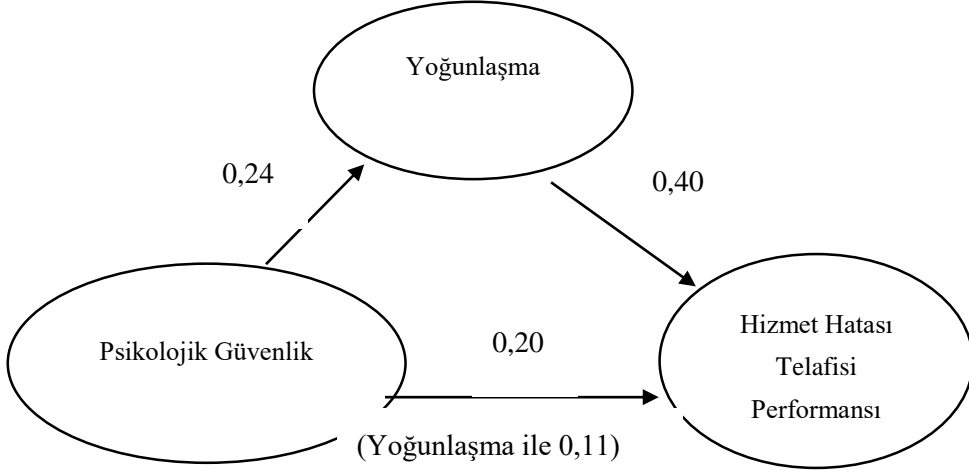 Yoğunlaşma
0,24
0,40
Psikolojik Güvenlik
0,20
Hizmet Hatası
Telafisi
Performansı
(Yoğunlaşma ile 0,11)